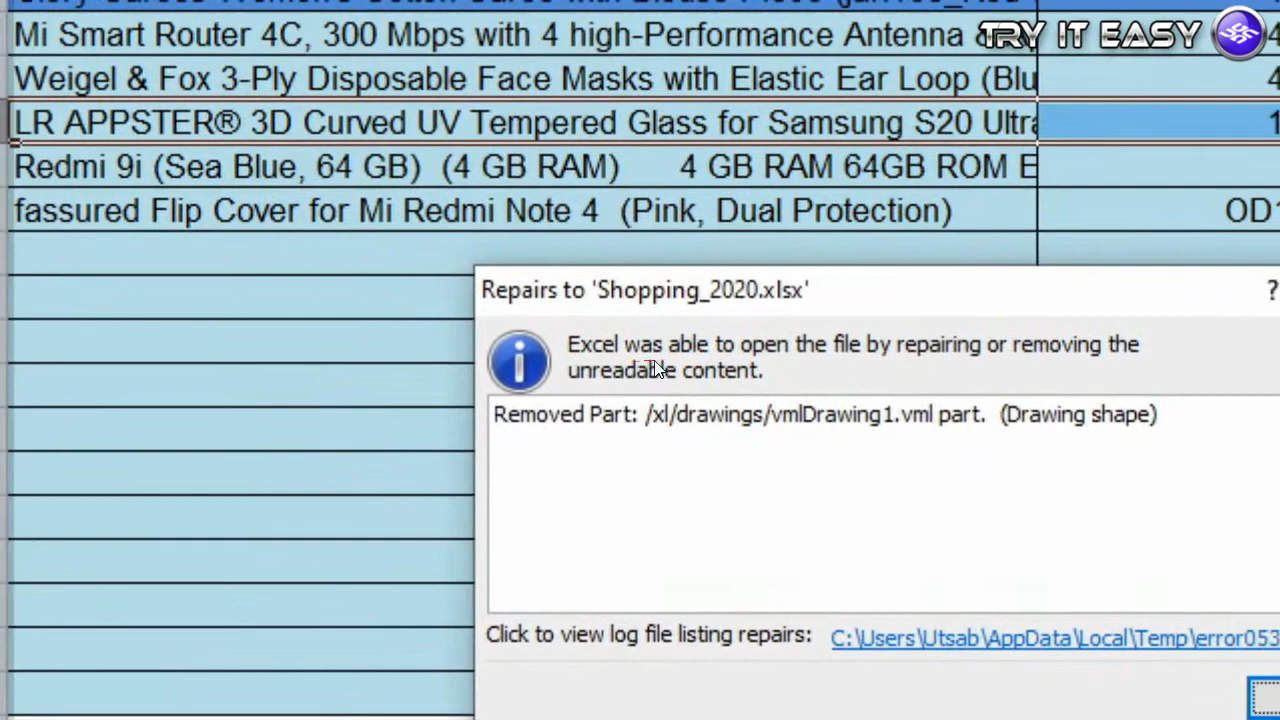 TRY IT EASY
Mi Smart Router 4C, 300 Mbps with 4 high-Performance Antenna &
Weigel & Fox 3-Ply Disposable Face Masks with Elastic Ear Loop (Blu
4
LR APPSTER® 3D Curved UV Tempered Glass for Samsung S20 Ultra
1
Redmi 9i (Sea Blue, 64 GB) (4 GB RAM) 4 GB RAM 64GB ROM E
fassured Flip Cover for Mi Redmi Note 4 (Pink, Dual Protection)
OD1
Repairs to 'Shopping_2020.xlsx'
?
Excel was able to open the file by repairing or removing the
unreadable content.
Removed Part: /xl/drawings/vmlDrawing1.vml part. (Drawing shape)
Click to view log file listing repairs: C:\Users\Utsab\AppData\Local\Temp\error053